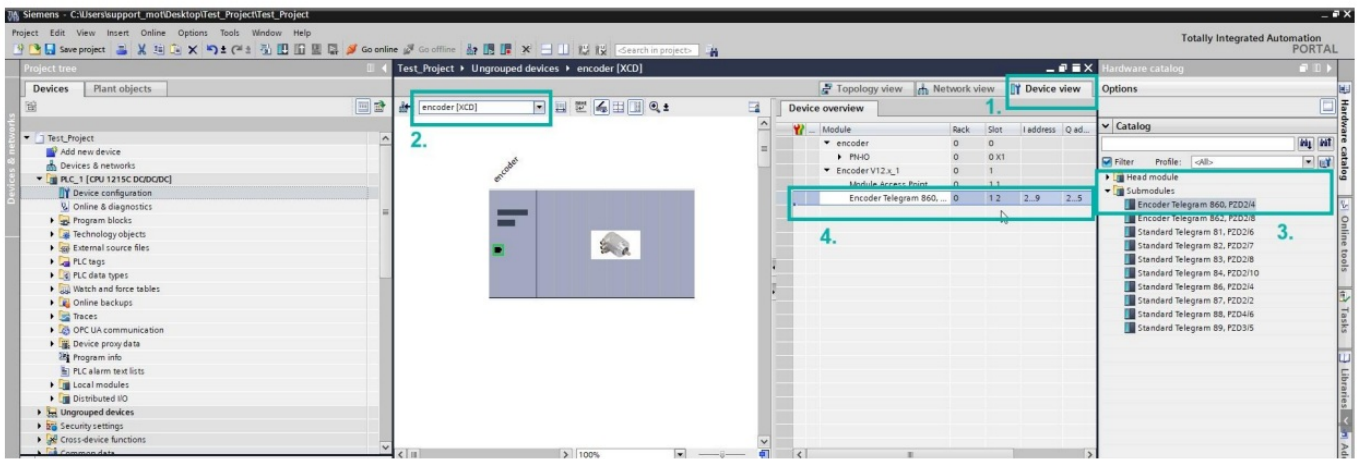 Siemens - C:\Users\support_mot\Desktop\Test_Project\Test_Project
Project Edit View Insert Online Options Tools Window Help
Totally Integrated Automation
PORTAL
Save project Go online Go offline <Search in project>
Project tree
Devices Plant objects
Devices & networks
Test_Project
Add new device
Devices & networks
PLC_1 [CPU 1215C DC/DC/DC]
Device configuration
Online & diagnostics
Program blocks
Technology objects
External source files
PLC tags
PLC data types
Watch and force tables
Online backups
Traces
OPC UA communication
Device proxy data
Program info
PLC alarm text lists
Local modules
Distributed I/O
Ungrouped devices
Security settings
Cross-device functions
Common data
Test_Project ▸ Ungrouped devices ▸ encoder [XCD]
Topology view Network view Device view
1.
encoder [XCD]
2.
encoder
100%
Device overview
... Module Rack Slot I address Q ad...
encoder 0 0
PN-IO 0 0 X1
Encoder V12.x_1 0 1
Module Access Point 0 1 1
Encoder Telegram 860, ... 0 1 2 2...9 2...5
4.
Hardware catalog
Options
Catalog
Filter Profile: <All>
Head module
Submodules
Encoder Telegram 860, PZD2/4
Encoder Telegram 862, PZD2/8
Standard Telegram 81, PZD2/6
Standard Telegram 82, PZD2/7
Standard Telegram 83, PZD2/8
Standard Telegram 84, PZD2/10
Standard Telegram 86, PZD2/4
Standard Telegram 87, PZD2/2
Standard Telegram 88, PZD4/6
Standard Telegram 89, PZD3/5
3.
Hardware catalog
Online tools
Tasks
Libraries